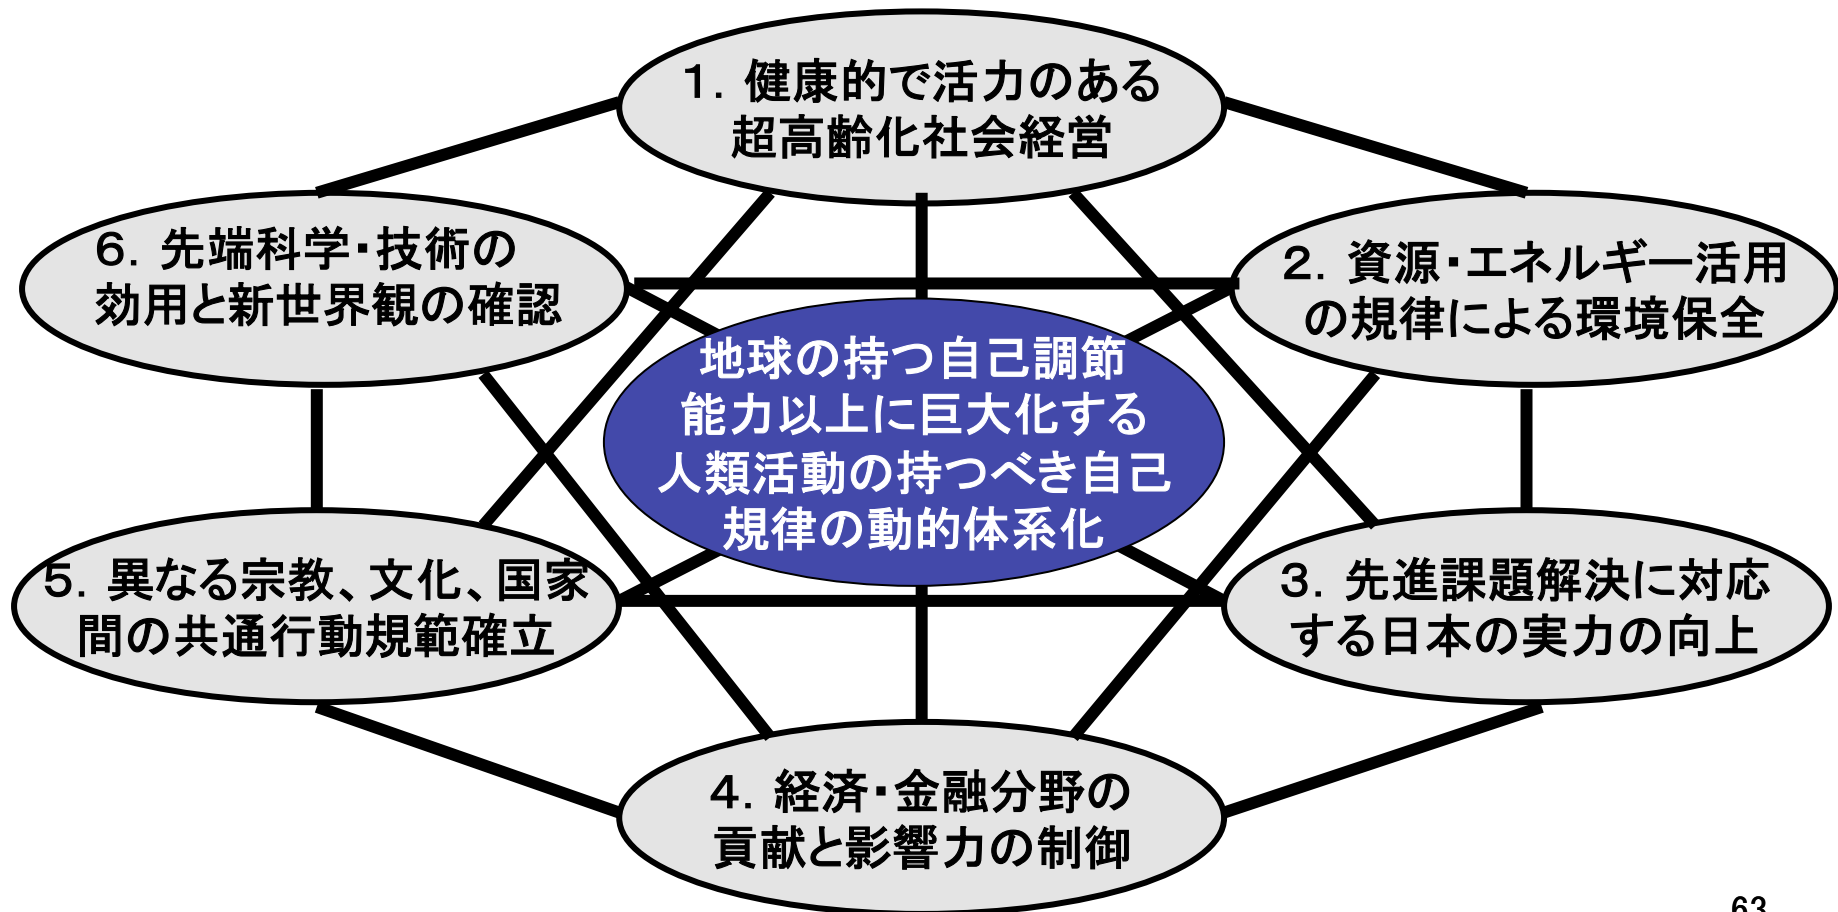 1. 健康的で活力のある
超高齢化社会経営
6. 先端科学・技術の
効用と新世界観の確認
2. 資源・エネルギー活用
の規律による環境保全
地球の持つ自己調節
能力以上に巨大化する
人類活動の持つべき自己
規律の動的体系化
5. 異なる宗教、文化、国家
間の共通行動規範確立
3. 先進課題解決に対応
する日本の実力の向上
4. 経済・金融分野の
貢献と影響力の制御
63